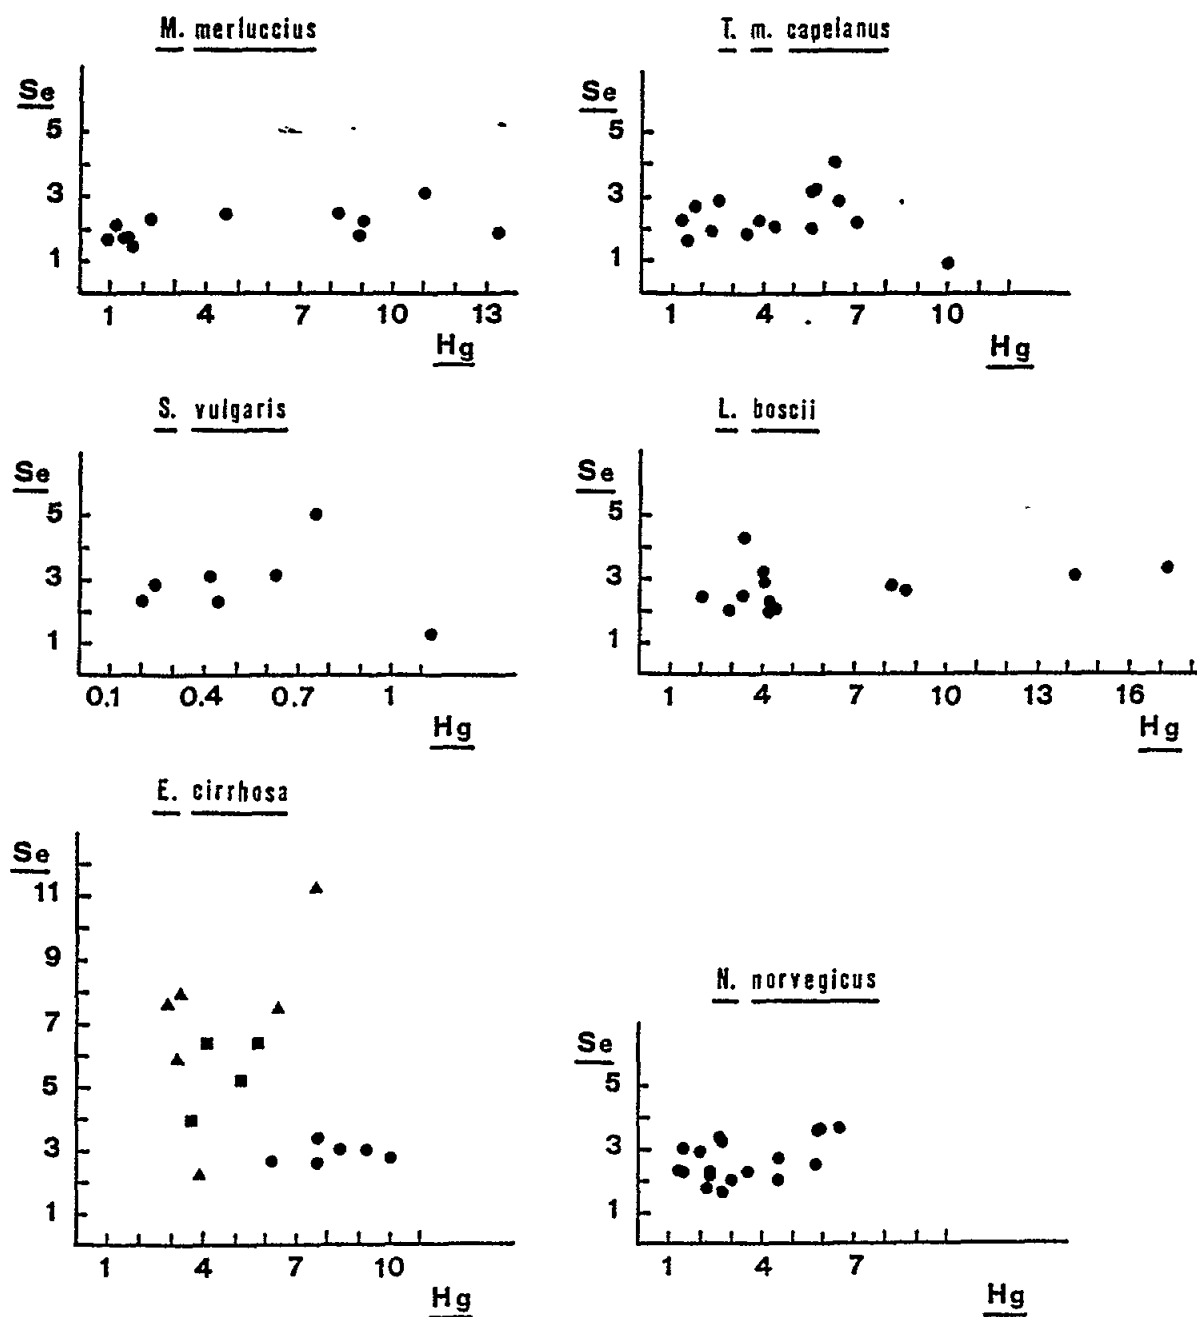 M. merluccius
Se
5
3
1
1 4 7 10 13
Hg
T. m. capelanus
Se
5
3
1
1 4 7 10
Hg
S. vulgaris
Se
5
3
1
0.1 0.4 0.7 1
Hg
L. boscii
Se
5
3
1
1 4 7 10 13 16
Hg
E. cirrhosa
Se
11
9
7
5
3
1
1 4 7 10
Hg
N. norvegicus
Se
5
3
1
1 4 7
Hg